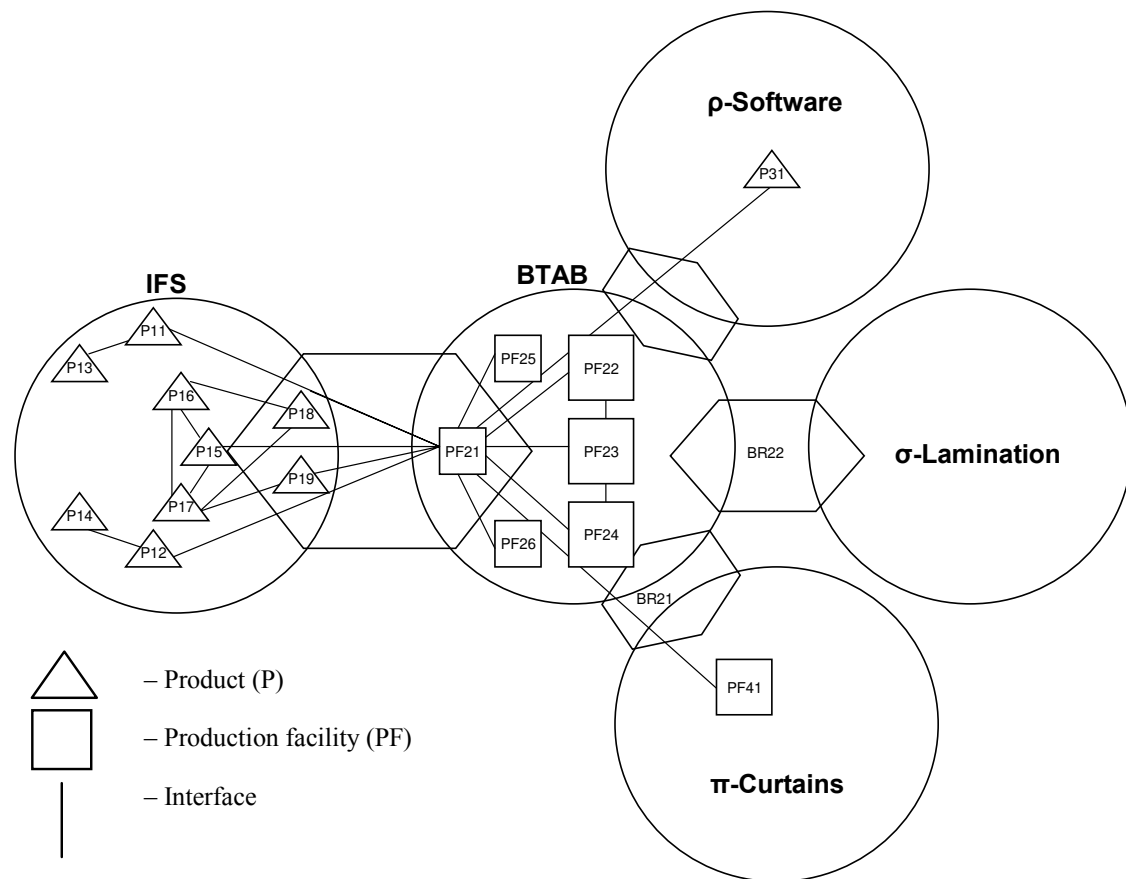 ρ-Software
P31
IFS
BTAB
P11
P13
P16
P18
P15
P19
P17
P14
P12
PF25
PF22
PF21
PF23
PF26
PF24
BR22
σ-Lamination
BR21
PF41
π-Curtains
– Product (P)
– Production facility (PF)
– Interface